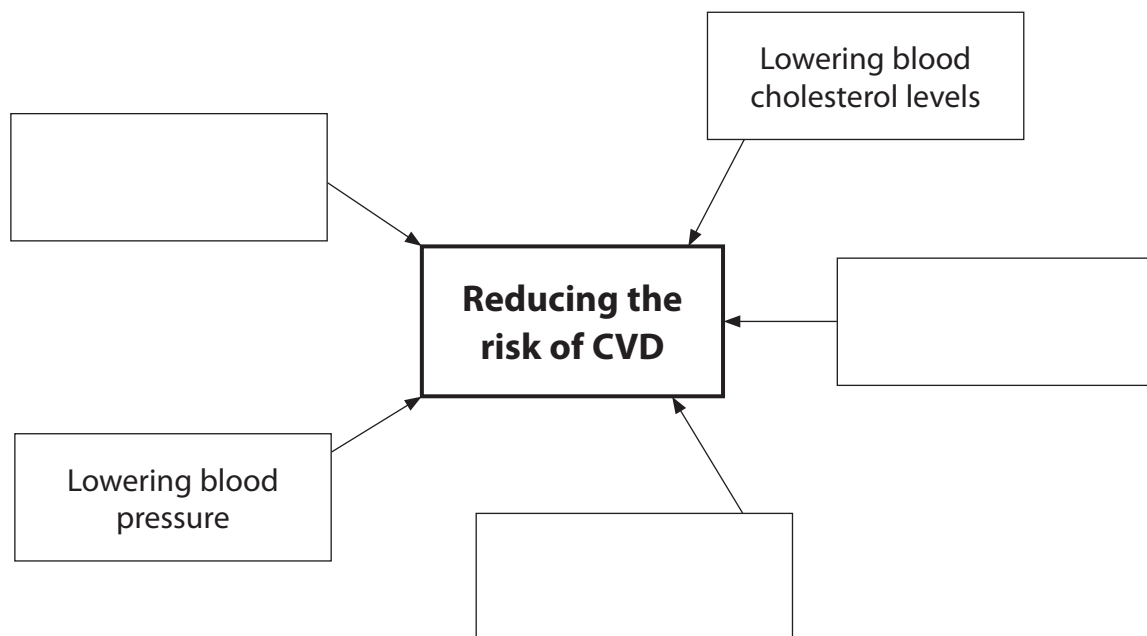 Lowering blood
cholesterol levels
Reducing the
risk of CVD
Lowering blood
pressure